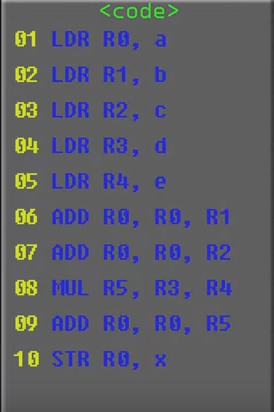 <code>
01 LDR R0, a
02 LDR R1, b
03 LDR R2, c
04 LDR R3, d
05 LDR R4, e
06 ADD R0, R0, R1
07 ADD R0, R0, R2
08 MUL R5, R3, R4
09 ADD R0, R0, R5
10 STR R0, x